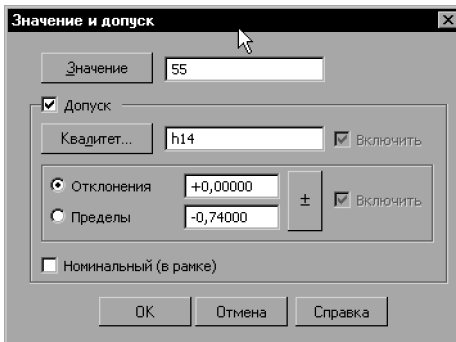 Значение и допуск
Значение 55
Допуск
Квалитет... h14 Включить
Отклонения +0,00000 ± Включить
Пределы -0,74000
Номинальный (в рамке)
OK Отмена Справка